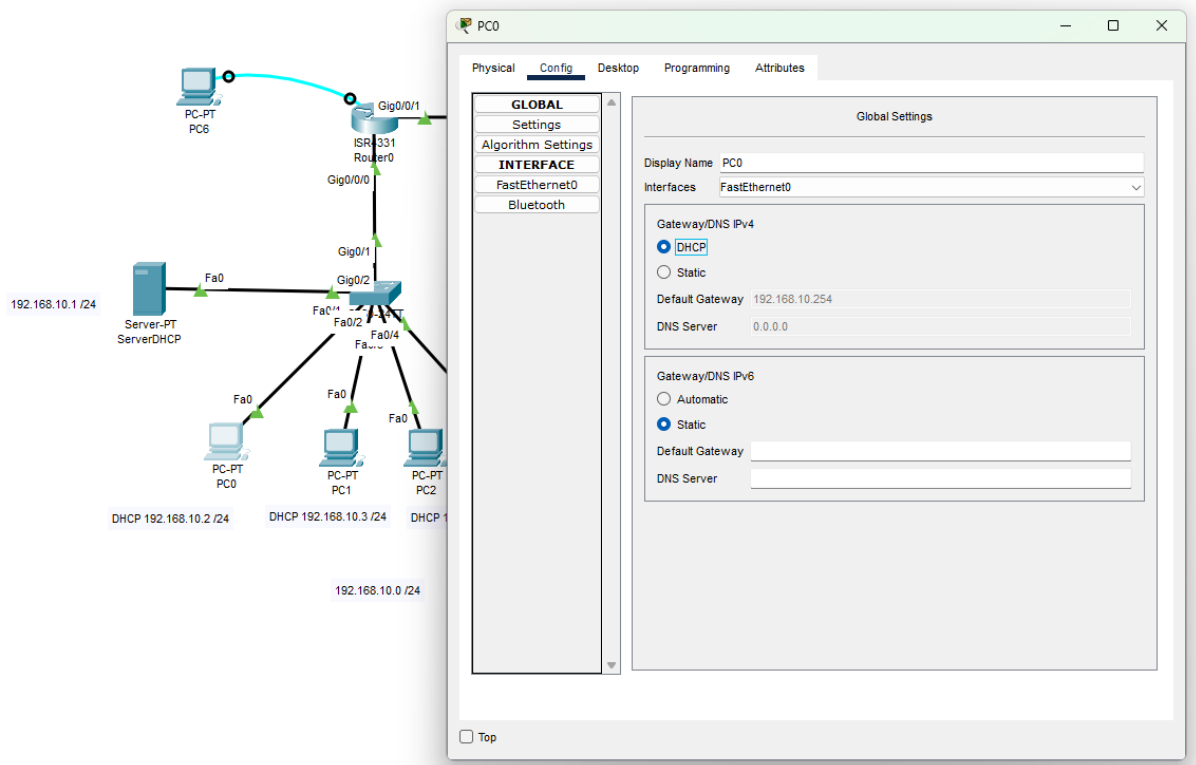 PC-PT
PC6
Gig0/0/1
ISR4331
Router0
Gig0/0/0
Gig0/1
Gig0/2
Fa0
192.168.10.1 /24
Server-PT
ServerDHCP
Fa0/1
Fa0/2
Fa0/4
Fa0
Fa0
Fa0
PC-PT
PC0
PC-PT
PC1
PC-PT
PC2
DHCP 192.168.10.2 /24
DHCP 192.168.10.3 /24
DHCP 1
192.168.10.0 /24
PC0
Physical Config Desktop Programming Attributes
GLOBAL
Settings
Algorithm Settings
INTERFACE
FastEthernet0
Bluetooth
Global Settings
Display Name PC0
Interfaces FastEthernet0
Gateway/DNS IPv4
DHCP
Static
Default Gateway 192.168.10.254
DNS Server 0.0.0.0
Gateway/DNS IPv6
Automatic
Static
Default Gateway
DNS Server
Top